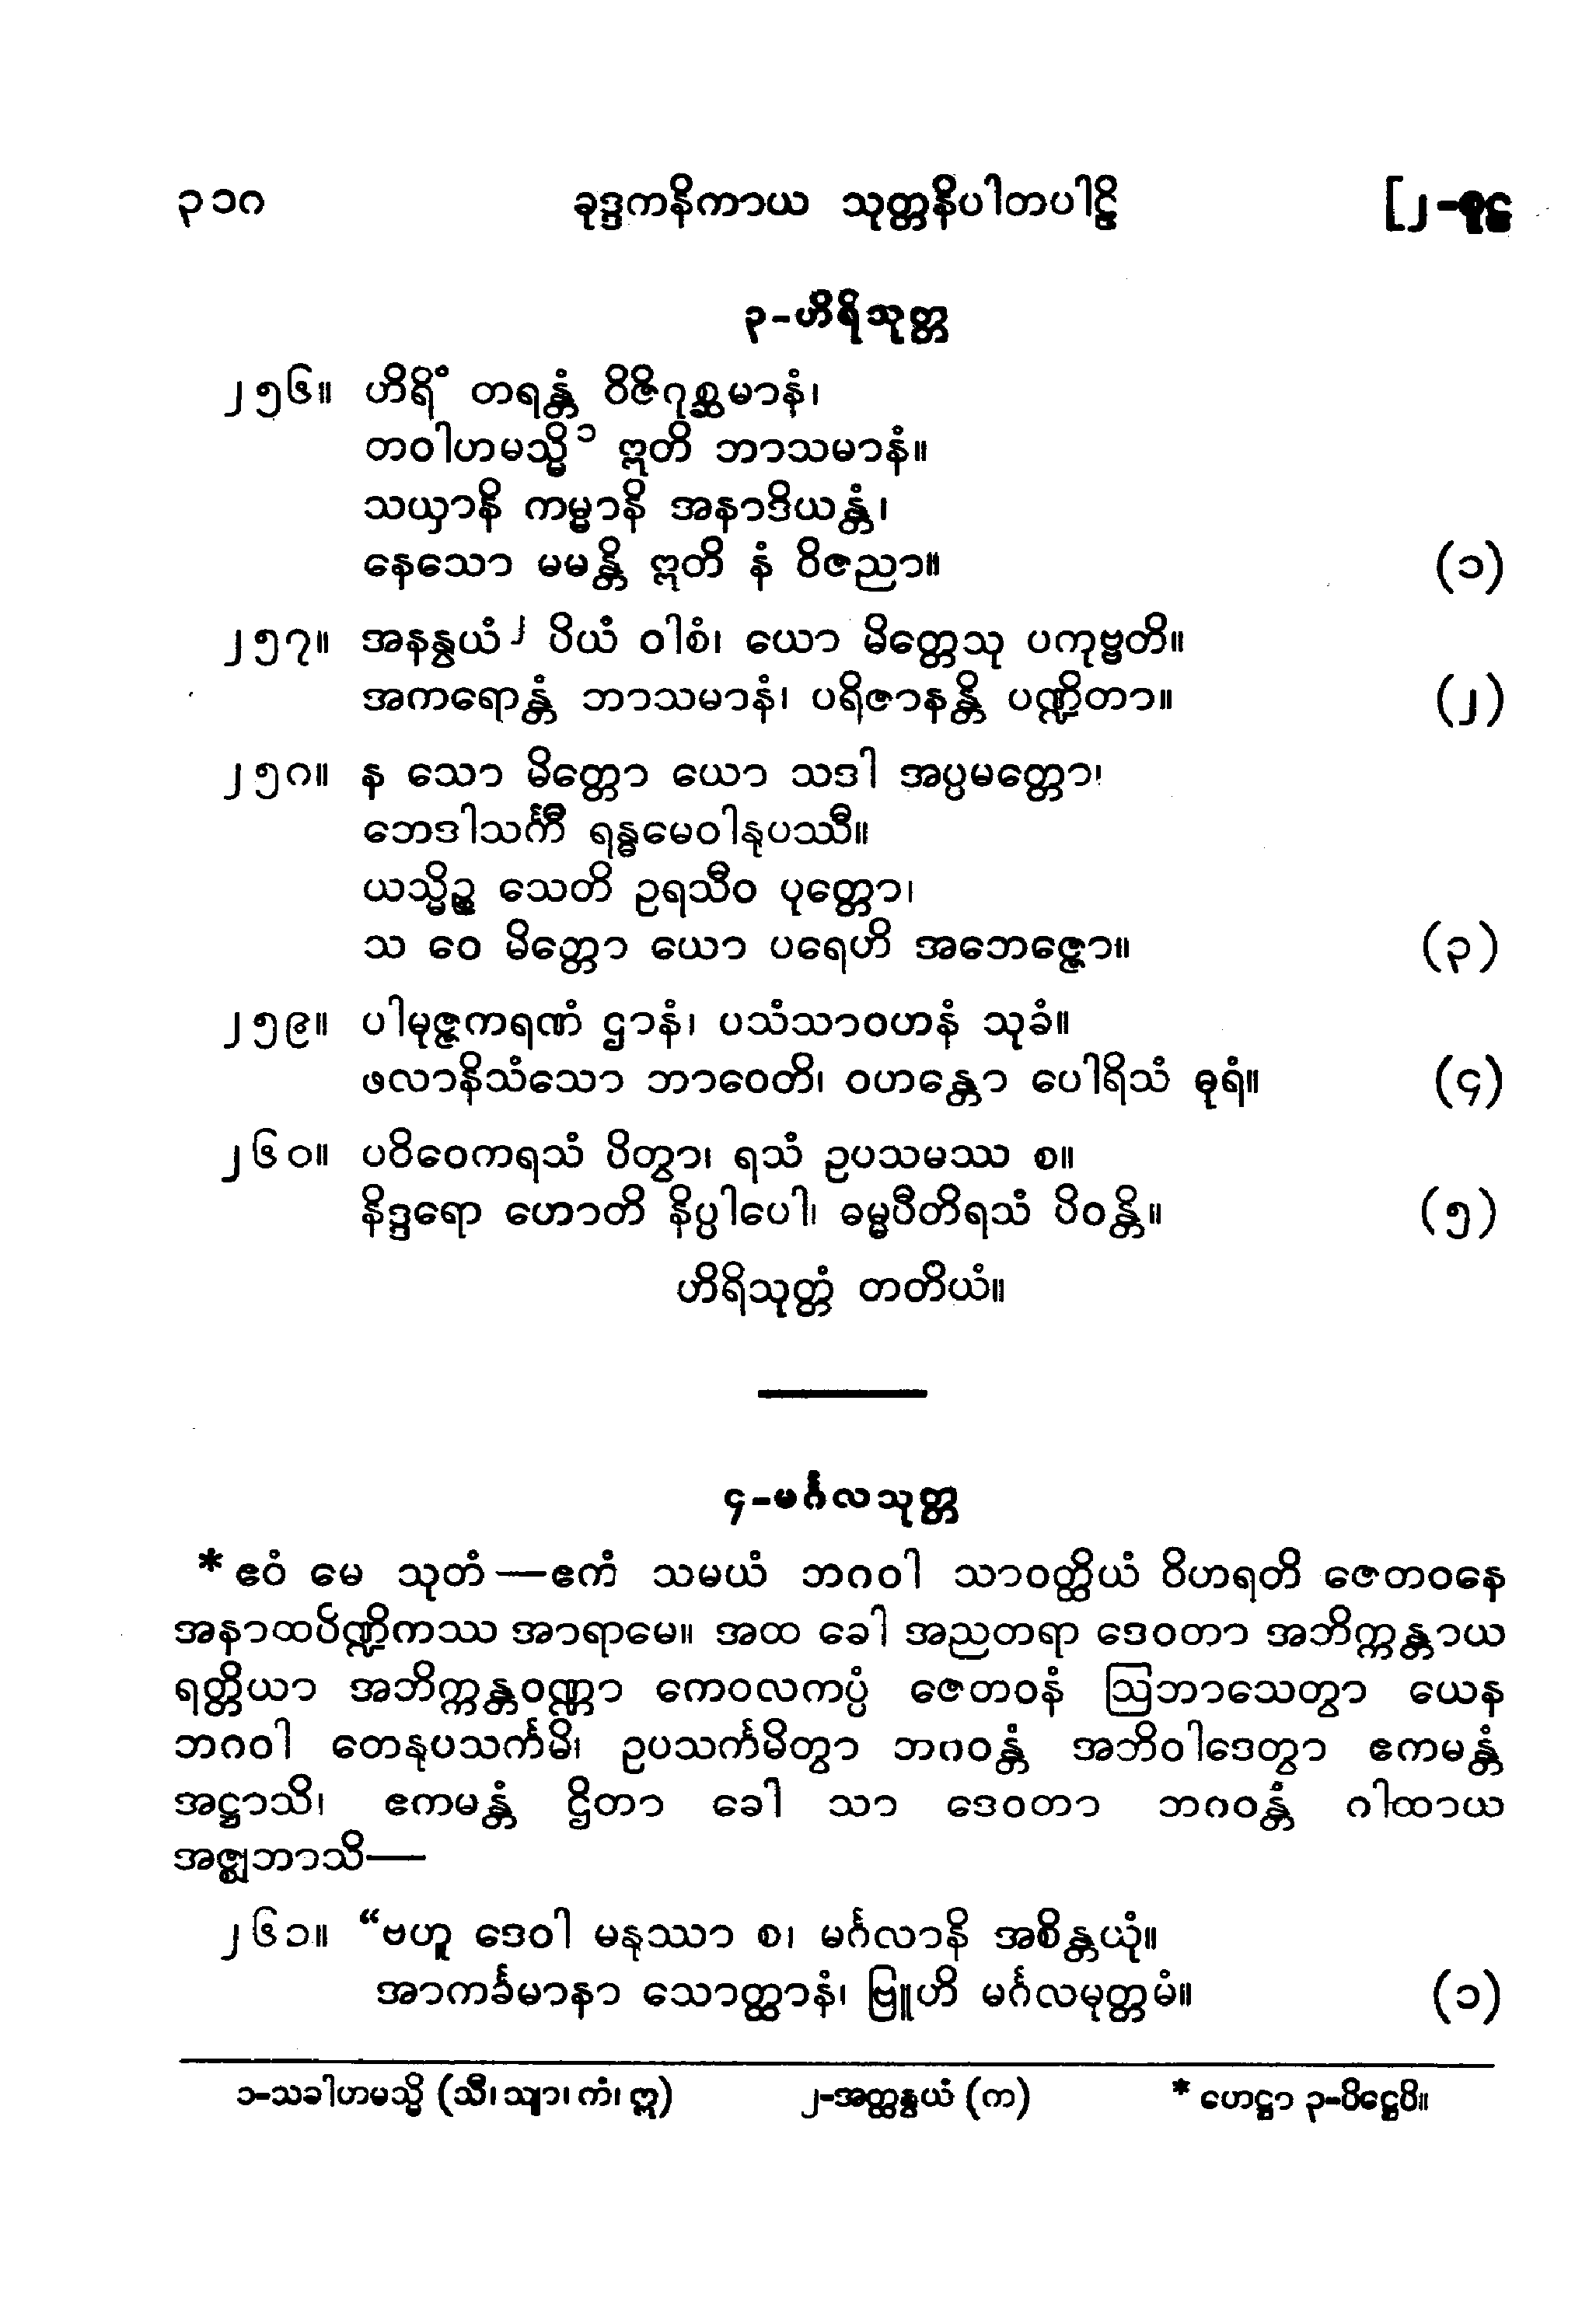 ၃၁၈ ခုဒ္ဒကနိကာယ သုတ္တနိပါတပါဠိ [၂-စူဠ
၃-ဟိရိသုတ္တ
၂၅၆။ ဟိရိံ တရန္တံ ဝိဇိဂုစ္ဆမာနံ၊
တဝါဟမသ္မိ ၁ ဣတိ ဘာသမာနံ။
သယှာနိ ကမ္မာနိ အနာဒိယန္တံ၊
နေသော မမန္တိ ဣတိ နံ ဝိဇညာ။ (၁)
၂၅၇။ အနန္ွယံ ၂ ပိယံ ဝါစံ၊ ယော မိတ္တေသု ပကုဗ္ဗတိ။
အကရောန္တံ ဘာသမာနံ၊ ပရိဇာနန္တိ ပဏ္ဍိတာ။ (၂)
၂၅၈။ န သော မိတ္တော ယော သဒါ အပ္ပမတ္တော၊
ဘေဒါသင်္ကီ ရန္ဓမေဝါနုပဿီ။
ယသ္မိဉ္စ သေတိ ဥရသီဝ ပုတ္တော၊
သ ဝေ မိတ္တော ယော ပရေဟိ အဘေဇ္ဇော။ (၃)
၂၅၉။ ပါမုဇ္ဇကရဏံ ဌာနံ၊ ပသံသာဝဟနံ သုခံ။
ဖလာနိသံသော ဘာဝေတိ၊ ဝဟန္တော ပေါရိသံ ဓုရံ။ (၄)
၂၆၀။ ပဝိဝေကရသံ ပိတွာ၊ ရသံ ဥပသမဿ စ။
နိဒ္ဒရော ဟောတိ နိပ္ပါပေါ၊ ဓမ္မပီတိရသံ ပိဝန္တိ။ (၅)
ဟိရိသုတ္တံ တတိယံ။
၄-မင်္ဂလသုတ္တ
* ဧဝံ မေ သုတံ—ဧကံ သမယံ ဘဂဝါ သာဝတ္ထိယံ ဝိဟရတိ ဇေတဝနေ
အနာထပိဏ္ဍိကဿ အာရာမေ။ အထ ခေါ အညတရာ ဒေဝတာ အဘိက္ကန္တာယ
ရတ္တိယာ အဘိက္ကန္တဝဏ္ဏာ ကေဝလကပ္ပံ ဇေတဝနံ ဩဘာသေတွာ ယေန
ဘဂဝါ တေနုပသင်္ကမိ၊ ဥပသင်္ကမိတွာ ဘဂဝန္တံ အဘိဝါဒေတွာ ဧကမန္တံ
အဋ္ဌာသိ၊ ဧကမန္တံ ဌိတာ ခေါ သာ ဒေဝတာ ဘဂဝန္တံ ဂါထာယ
အဇ္ဈဘာသိ—
၂၆၁။ “ဗဟူ ဒေဝါ မနုဿာ စ၊ မင်္ဂလာနိ အစိန္တယုံ။
အာကင်္ခမာနာ သောတ္ထာနံ၊ ဗြူဟိ မင်္ဂလမုတ္တမံ။ (၁)
၁-သခါဟမသ္မိ (သီ၊ သျာ၊ ကံ၊ ဣ) ၂-အတ္ထန္ွယံ (က) * ဟေဋ္ဌာ ၃-ပိဋ္ဌေပိ။